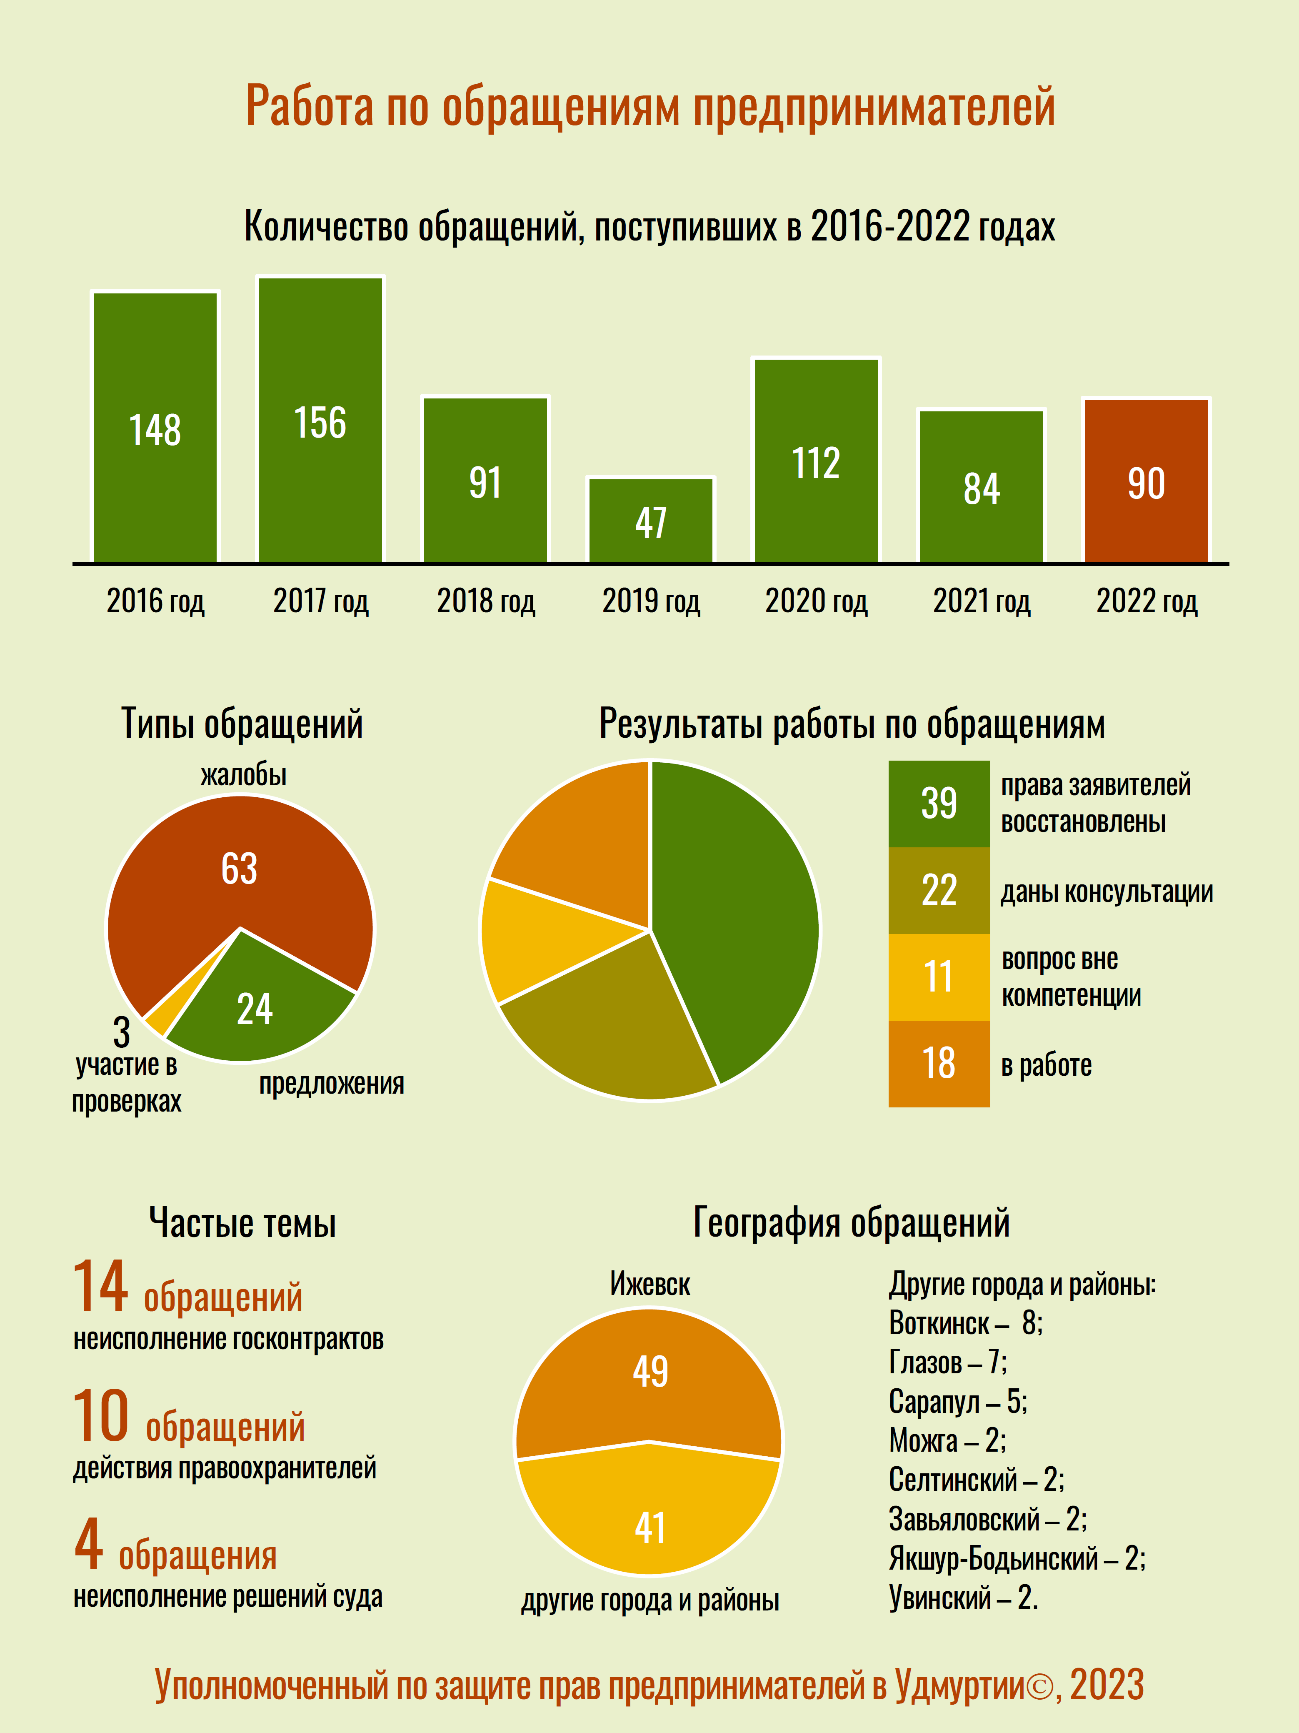 Работа по обращениям предпринимателей
Количество обращений, поступивших в 2016-2022 годах
148
156
91
47
112
84
90
2016 год
2017 год
2018 год
2019 год
2020 год
2021 год
2022 год
Типы обращений
жалобы
63
24
3
участие в
проверках
предложения
Результаты работы по обращениям
39
права заявителей
восстановлены
22
даны консультации
11
вопрос вне
компетенции
18
в работе
Частые темы
14 обращений
неисполнение госконтрактов
10 обращений
действия правоохранителей
4 обращения
неисполнение решений суда
География обращений
Ижевск
49
41
другие города и районы
Другие города и районы:
Воткинск – 8;
Глазов – 7;
Сарапул – 5;
Можга – 2;
Селтинский – 2;
Завьяловский – 2;
Якшур-Бодьинский – 2;
Увинский – 2.
Уполномоченный по защите прав предпринимателей в Удмуртии©, 2023